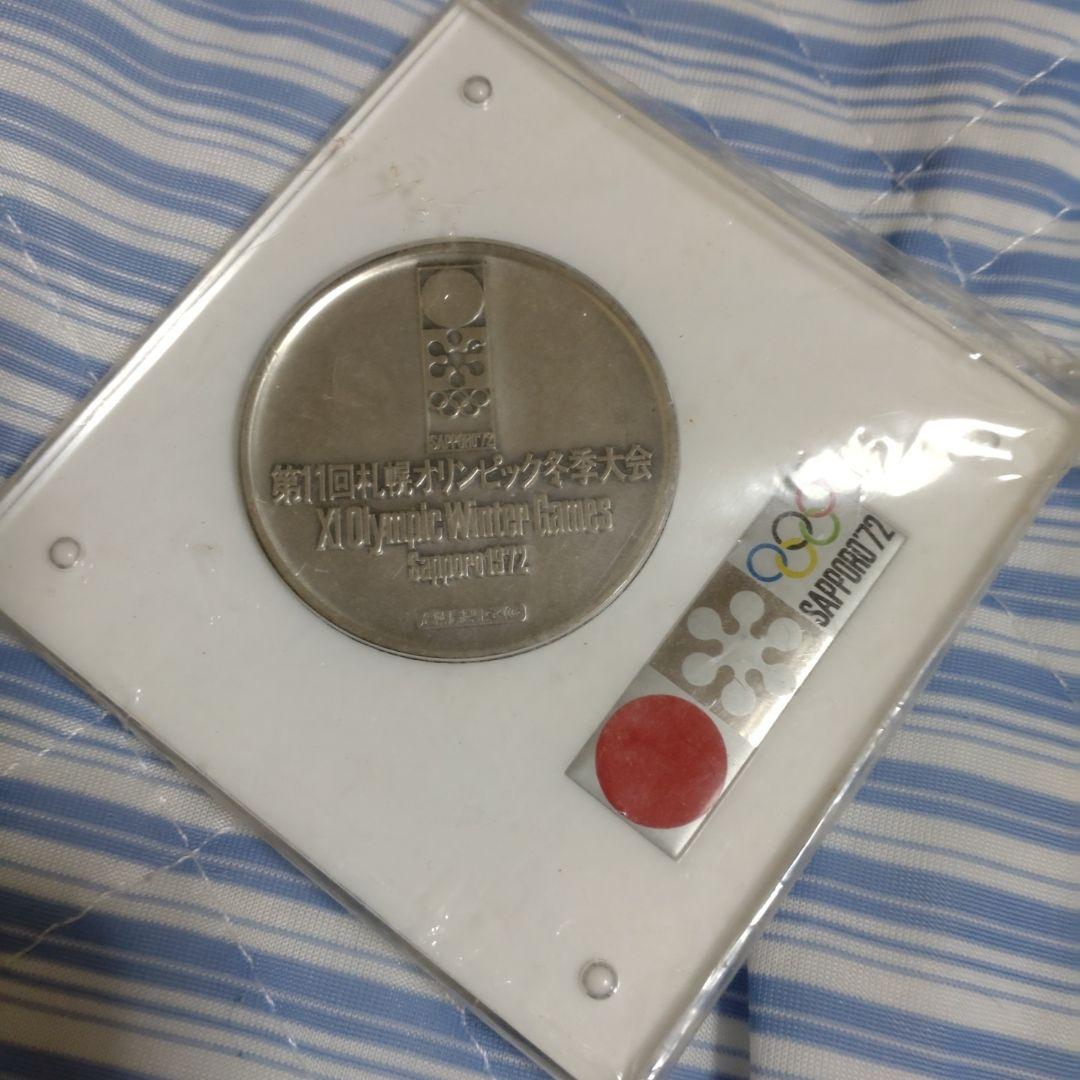 SAPPORO'72
第11回札幌オリンピック冬季大会
XI Olympic Winter Games
Sapporo 1972
SAPPORO'72